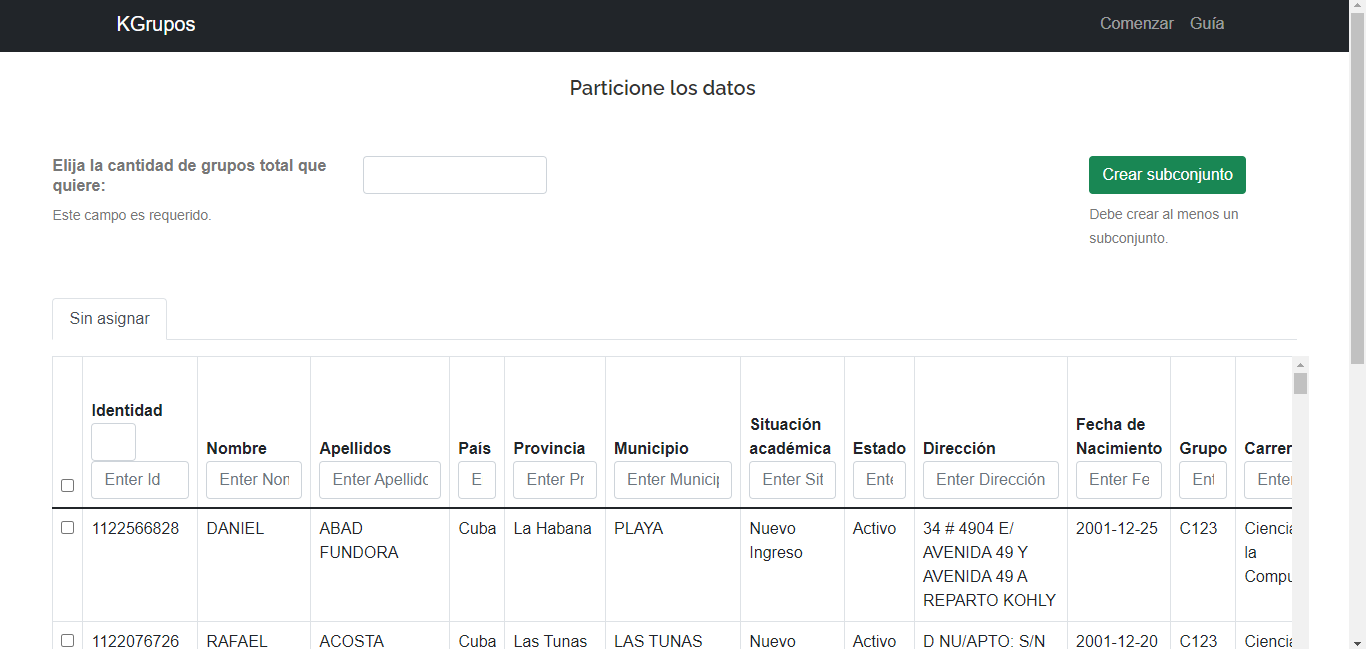 KGrupos
Comenzar Guía
Particione los datos
Elija la cantidad de grupos total que
quiere:
Este campo es requerido.
Crear subconjunto
Debe crear al menos un
subconjunto.
Sin asignar
Identidad Nombre Apellidos País Provincia Municipio Situación académica Estado Dirección Fecha de Nacimiento Grupo Carrer
Enter Id Enter Non Enter Apellidc E Enter Pr Enter Municij Enter Sit Ente Enter Dirección Enter Fe Ent Enter
1122566828 DANIEL ABAD Cuba La Habana PLAYA Nuevo Activo 34 # 4904 E/ 2001-12-25 C123 Ciencia
FUNDORA Ingreso AVENIDA 49 Y la
AVENIDA 49 A Compu
REPARTO KOHLY
1122076726 RAFAEL ACOSTA Cuba Las Tunas LAS TUNAS Nuevo Activo D NU/APTO: S/N 2001-12-20 C123 Ciencia